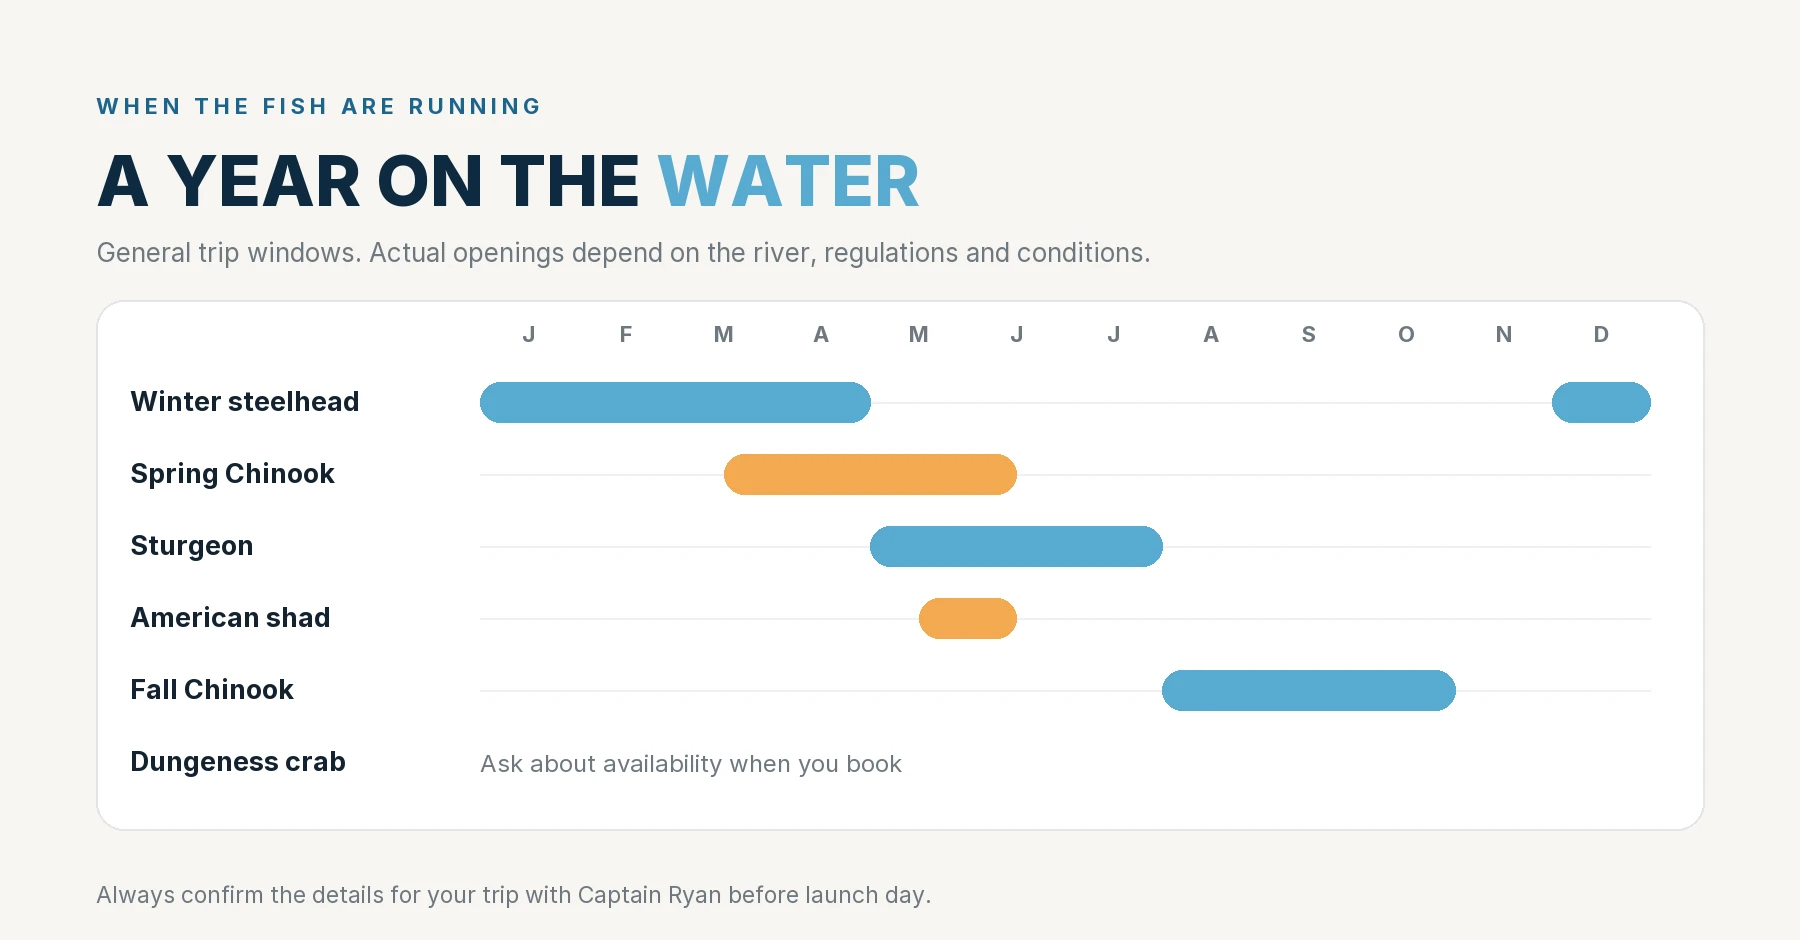 WHEN THE FISH ARE RUNNING
A YEAR ON THE WATER
General trip windows. Actual openings depend on the river, regulations and conditions.
J F M A M J J A S O N D
Winter steelhead
Spring Chinook
Sturgeon
American shad
Fall Chinook
Dungeness crab Ask about availability when you book
Always confirm the details for your trip with Captain Ryan before launch day.